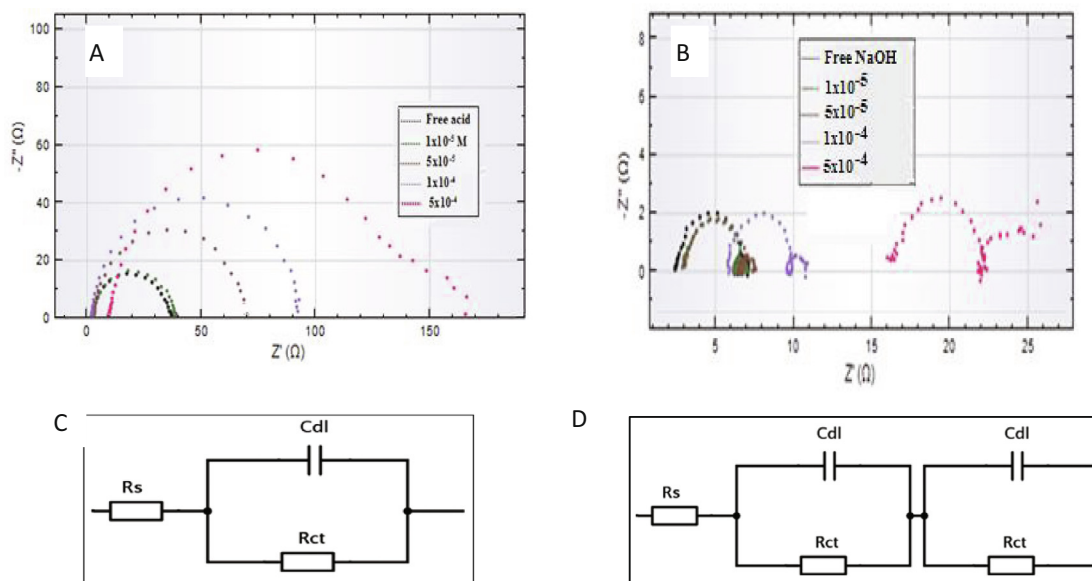 A
100
80
60
40
20
0
-Z'' (Ω)
0
50
100
150
Z' (Ω)
Free acid
1x10⁻⁵ M
5x10⁻⁵
1x10⁻⁴
5x10⁻⁴
B
8
6
4
2
0
-Z'' (Ω)
5
10
15
20
25
Z' (Ω)
Free NaOH
1x10⁻⁵
5x10⁻⁵
1x10⁻⁴
5x10⁻⁴
C
Cdl
Rs
Rct
D
Cdl
Cdl
Rs
Rct
Rct